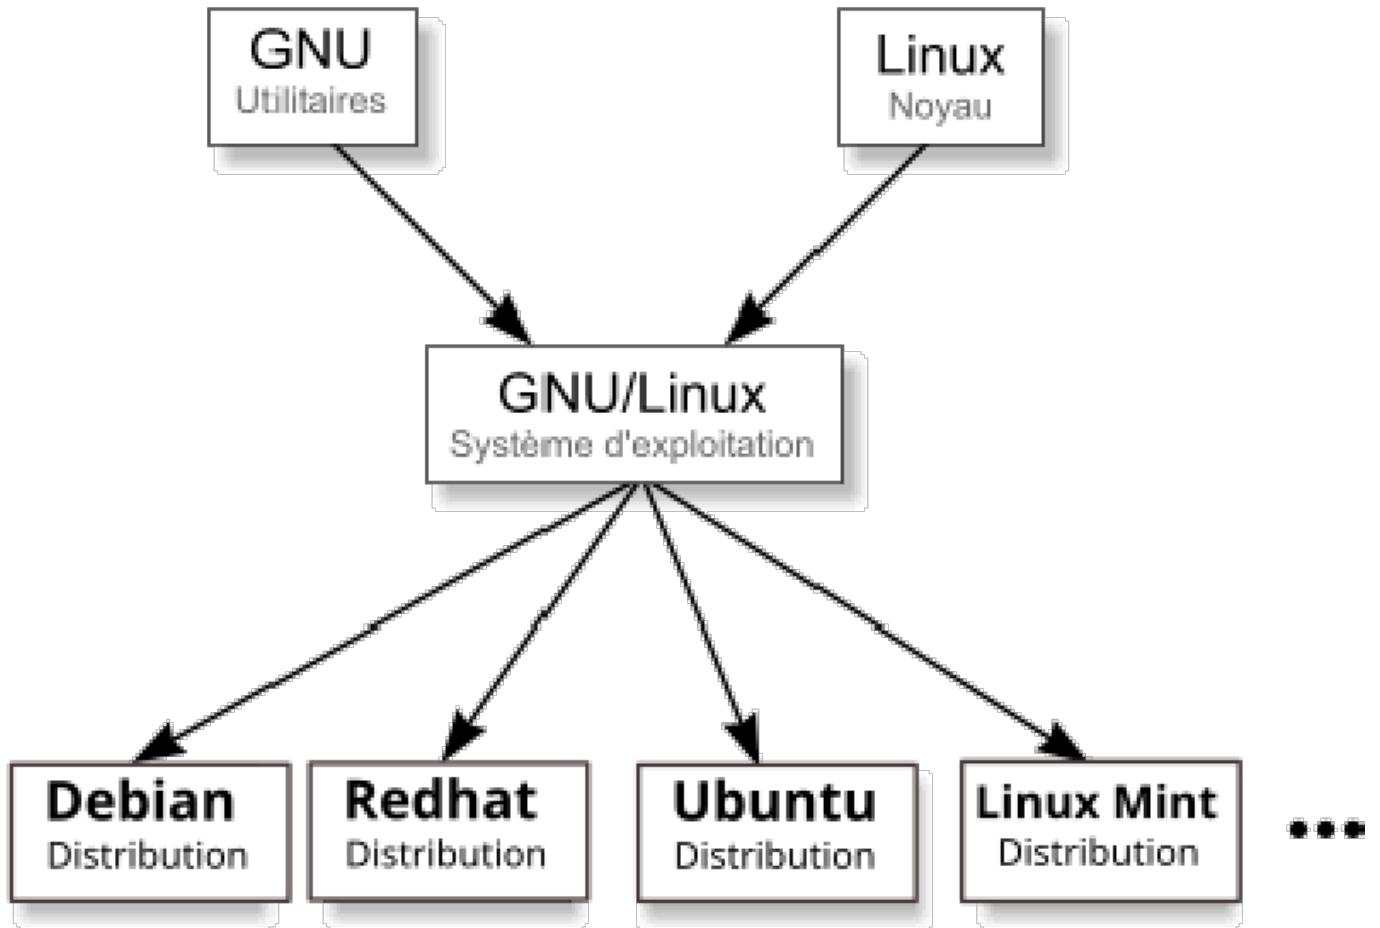 GNU
Utilitaires
Linux
Noyau
GNU/Linux
Système d'exploitation
Debian
Distribution
Redhat
Distribution
Ubuntu
Distribution
Linux Mint
Distribution
...